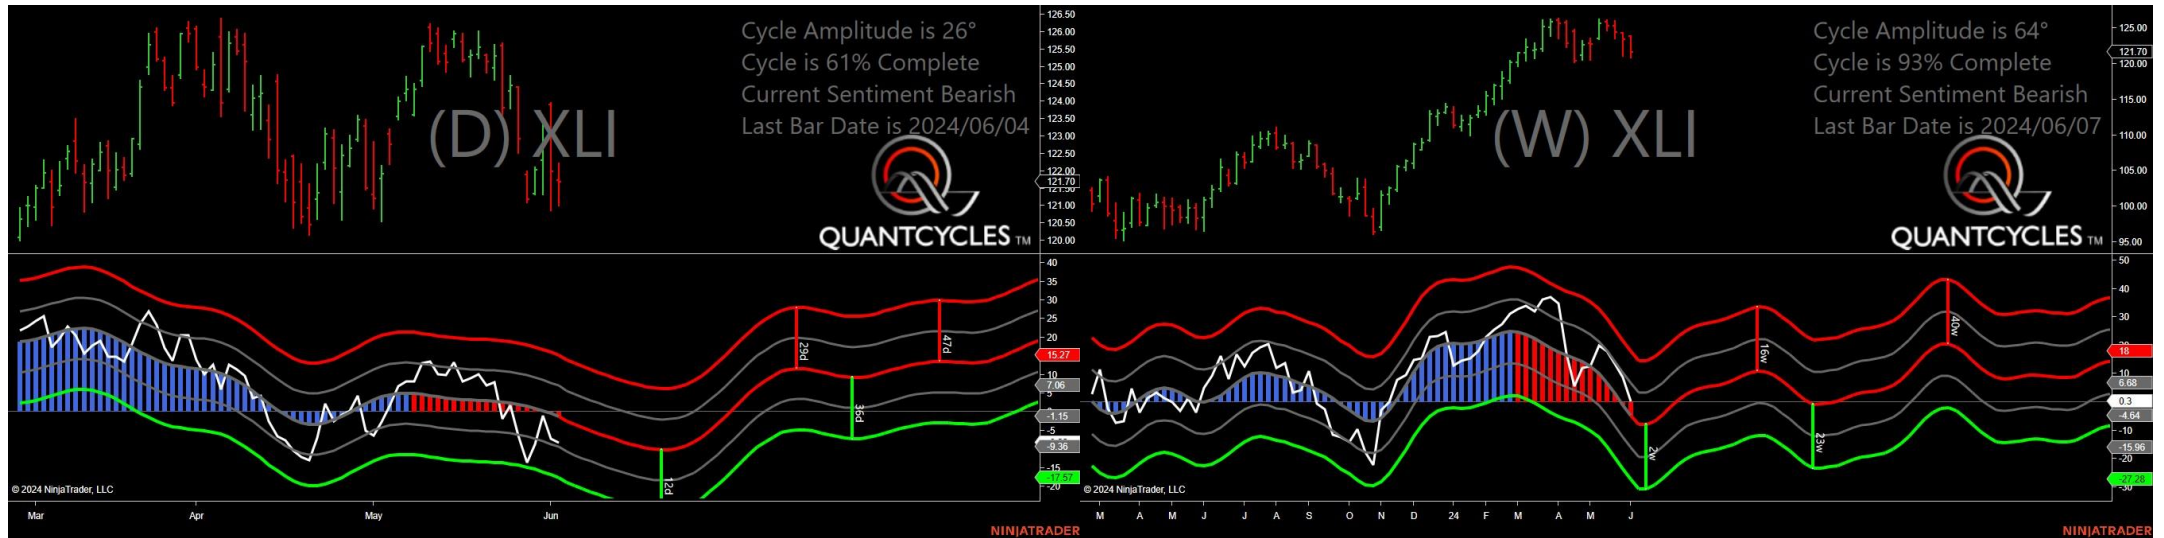 Cycle Amplitude is 26°
Cycle is 61% Complete
Current Sentiment Bearish
Last Bar Date is 2024/06/04
(D) XLI
QUANTCYCLES TM
126.50
126.00
125.50
125.00
124.50
124.00
123.50
123.00
122.50
122.00
121.70
121.00
120.50
120.00
40
35
30
25
20
15.27
7.06
5
-1.15
-5
-9.36
-15
-17.57
-20
29d
47d
36d
12d
© 2024 NinjaTrader, LLC
Mar
Apr
May
Jun
NINJATRADER
Cycle Amplitude is 64°
Cycle is 93% Complete
Current Sentiment Bearish
Last Bar Date is 2024/06/07
(W) XLI
QUANTCYCLES TM
125.00
121.70
120.00
115.00
110.00
105.00
100.00
95.00
50
40
30
18
10
6.68
0.3
-4.64
-10
-15.96
-20
-27.28
16w
40w
2w
23w
© 2024 NinjaTrader, LLC
M A M J J A S O N D 24 F M A M J
NINJATRADER